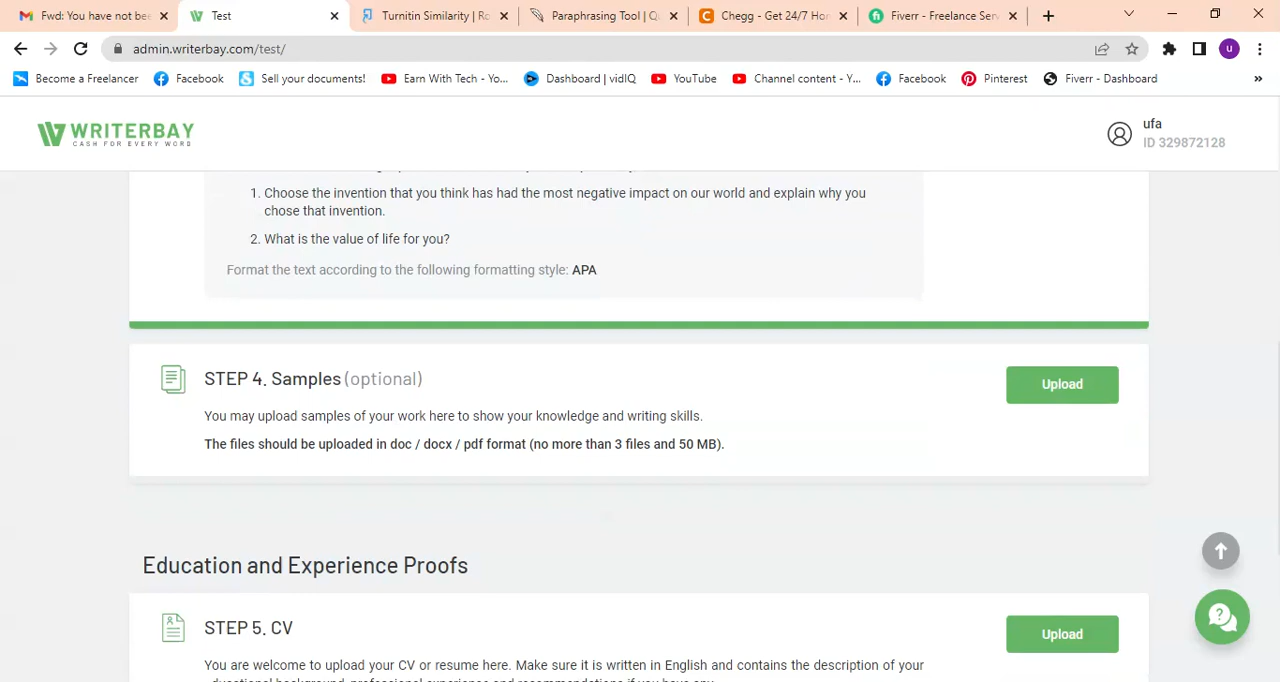 Fwd: You have not bee
Test
Turnitin Similarity | Ro
Paraphrasing Tool | Q
Chegg - Get 24/7 Ho
Fiverr - Freelance Serv
admin.writerbay.com/test/
u
Become a Freelancer
Facebook
Sell your documents!
Earn With Tech - Yo...
Dashboard | vidIQ
YouTube
Channel content - Y...
Facebook
Pinterest
Fiverr - Dashboard
»
WRITERBAY
CASH FOR EVERY WORD
ufa
ID 329872128
1. Choose the invention that you think has had the most negative impact on our world and explain why you
chose that invention.
2. What is the value of life for you?
Format the text according to the following formatting style: APA
STEP 4. Samples (optional)
Upload
You may upload samples of your work here to show your knowledge and writing skills.
The files should be uploaded in doc / docx / pdf format (no more than 3 files and 50 MB).
Education and Experience Proofs
STEP 5. CV
Upload
You are welcome to upload your CV or resume here. Make sure it is written in English and contains the description of your